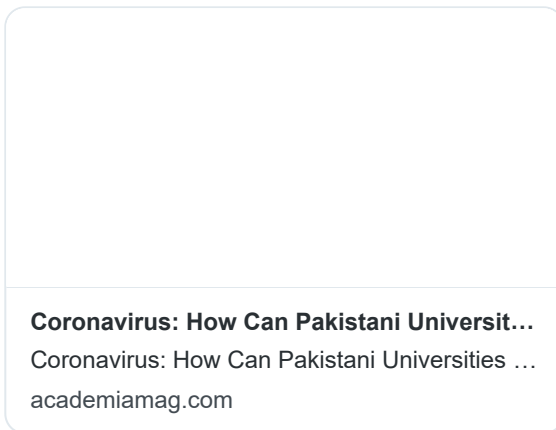 Coronavirus: How Can Pakistani Universit...
Coronavirus: How Can Pakistani Universities ...
academiamag.com